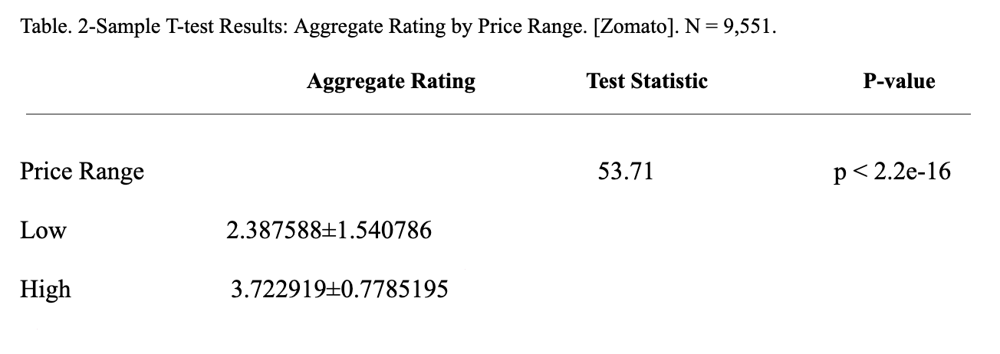 Table. 2-Sample T-test Results: Aggregate Rating by Price Range. [Zomato]. N = 9,551.
Aggregate Rating Test Statistic P-value
Price Range 53.71 p < 2.2e-16
Low 2.387588±1.540786
High 3.722919±0.7785195